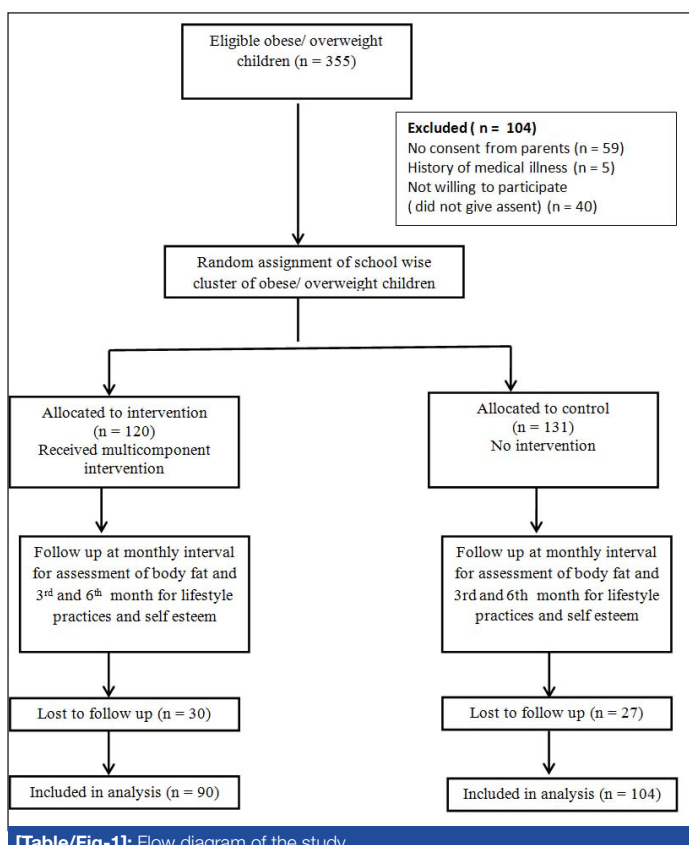 Eligible obese/ overweight
children (n = 355)
Excluded ( n = 104)
No consent from parents (n = 59)
History of medical illness (n = 5)
Not willing to participate
( did not give assent) (n = 40)
Random assignment of school wise
cluster of obese/ overweight children
Allocated to intervention
(n = 120)
Received multicomponent
intervention
Allocated to control
(n = 131)
No intervention
Follow up at monthly interval
for assessment of body fat and
3rd and 6th month for lifestyle
practices and self esteem
Follow up at monthly interval
for assessment of body fat and
3rd and 6th month for lifestyle
practices and self esteem
Lost to follow up (n = 30)
Lost to follow up (n = 27)
Included in analysis (n = 90)
Included in analysis (n = 104)
[Table/Fig-1]: Flow diagram of the study